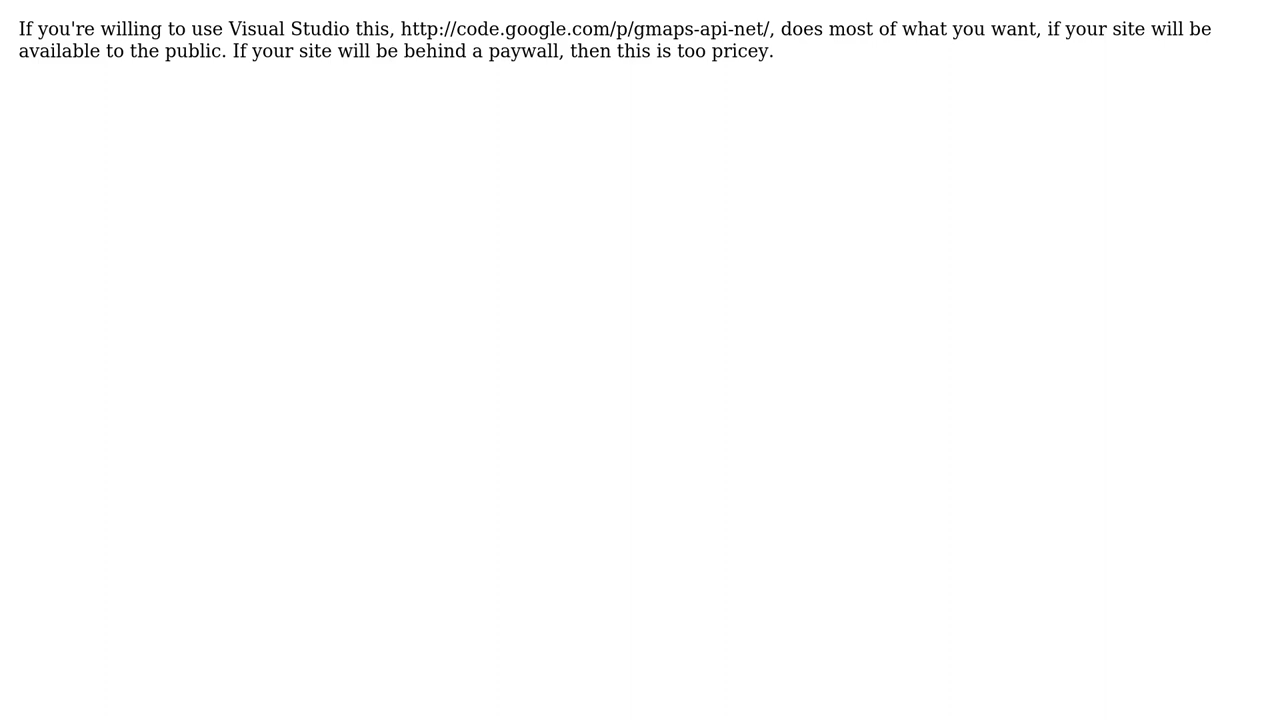 If you're willing to use Visual Studio this, http://code.google.com/p/gmaps-api-net/, does most of what you want, if your site will be
available to the public. If your site will be behind a paywall, then this is too pricey.